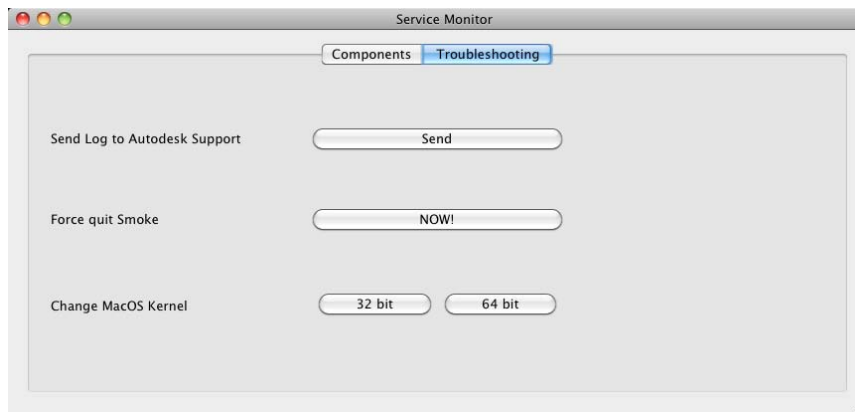 Service Monitor
Components Troubleshooting
Send Log to Autodesk Support Send
Force quit Smoke NOW!
Change MacOS Kernel 32 bit 64 bit